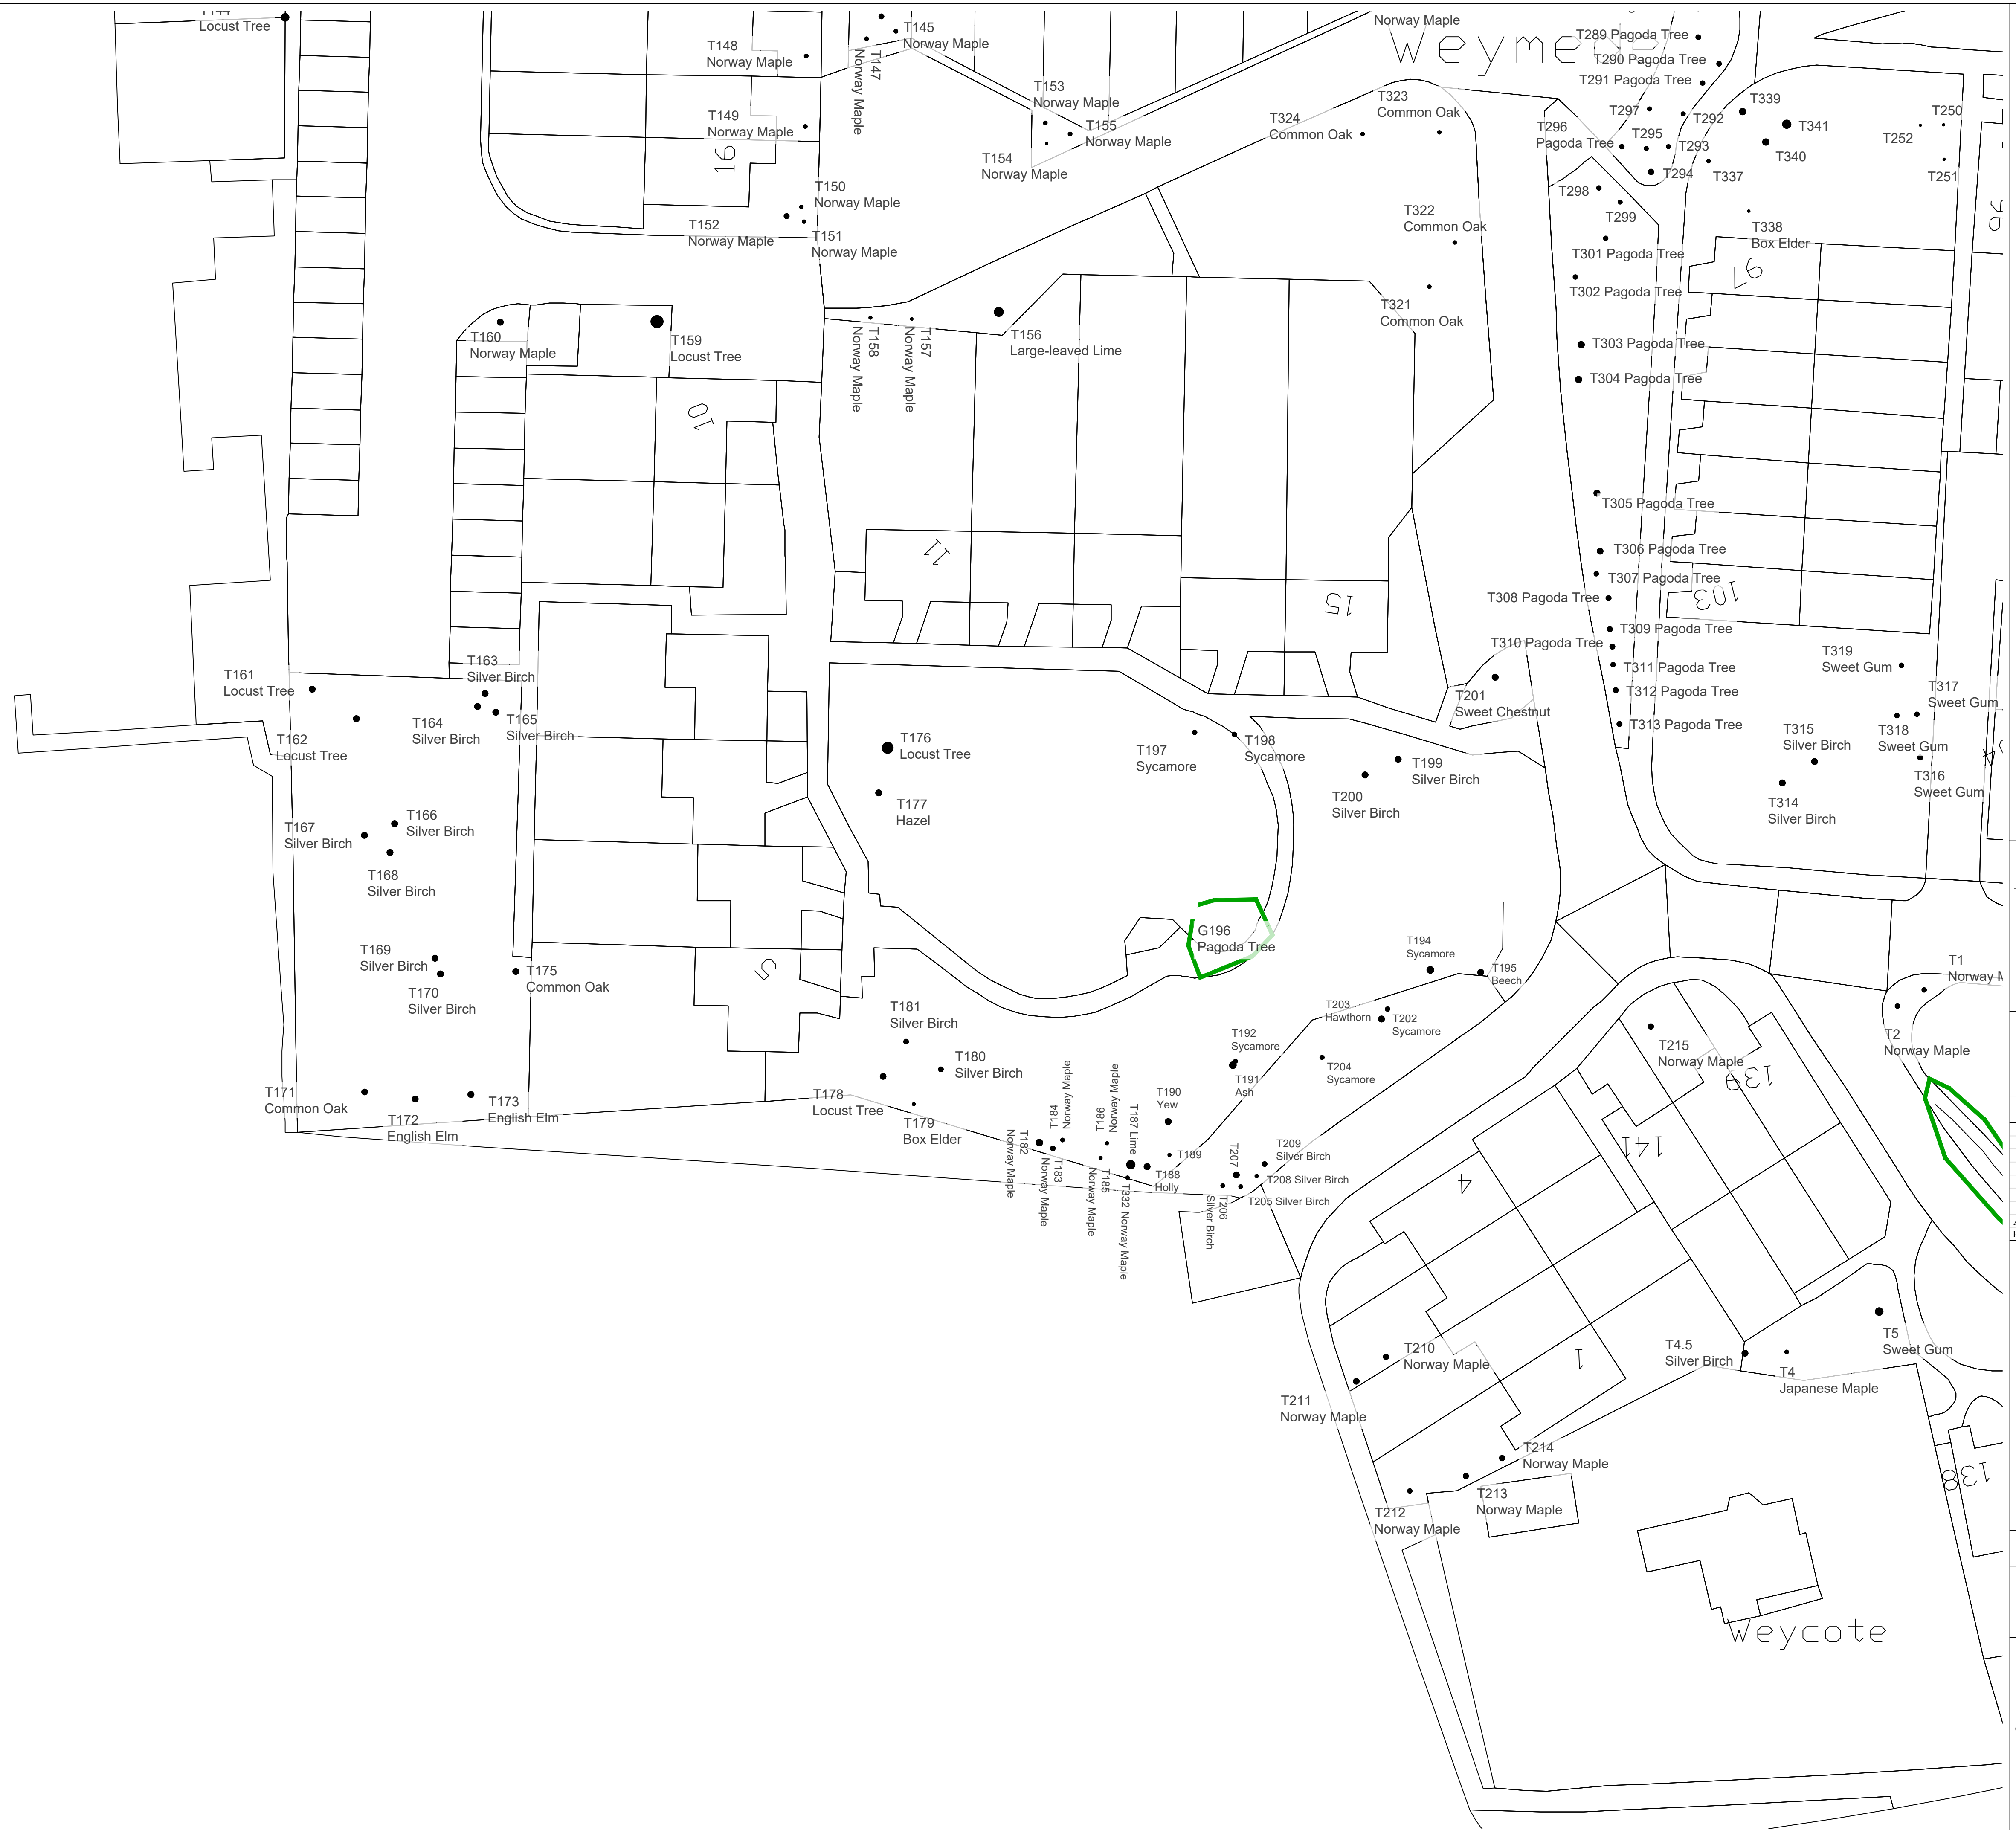 Locust Tree
T145
Norway Maple
T147
Norway Maple
T148
Norway Maple
T149
Norway Maple
16
T150
Norway Maple
T151
Norway Maple
T152
Norway Maple
T153
Norway Maple
T154
Norway Maple
T155
Norway Maple
Norway Maple
T323
Common Oak
T324
Common Oak
T322
Common Oak
T321
Common Oak
T289 Pagoda Tree
T290 Pagoda Tree
T291 Pagoda Tree
T297
T292
T296
Pagoda Tree
T295
T293
T294
T298
T299
T337
T339
T341
T340
T250
T252
T251
T338
Box Elder
97
T301 Pagoda Tree
T302 Pagoda Tree
T303 Pagoda Tree
T304 Pagoda Tree
T305 Pagoda Tree
T306 Pagoda Tree
T307 Pagoda Tree
T308 Pagoda Tree
103
T309 Pagoda Tree
T310 Pagoda Tree
T311 Pagoda Tree
T312 Pagoda Tree
T313 Pagoda Tree
T160
Norway Maple
T159
Locust Tree
T158
Norway Maple
T157
Norway Maple
T156
Large-leaved Lime
10
11
15
T161
Locust Tree
T162
Locust Tree
T163
Silver Birch
T164
Silver Birch
T165
Silver Birch
T176
Locust Tree
T177
Hazel
T197
Sycamore
T198
Sycamore
T199
Silver Birch
T200
Silver Birch
T201
Sweet Chestnut
T319
Sweet Gum
T317
Sweet Gum
T318
Sweet Gum
T316
Sweet Gum
T315
Silver Birch
T314
Silver Birch
T166
Silver Birch
T167
Silver Birch
T168
Silver Birch
T169
Silver Birch
T170
Silver Birch
T175
Common Oak
5
G196
Pagoda Tree
T194
Sycamore
T195
Beech
T203
Hawthorn
T202
Sycamore
T204
Sycamore
T192
Sycamore
T191
Ash
T1
T2
Norway Maple
T215
Norway Maple
139
141
4
T181
Silver Birch
T180
Silver Birch
T178
Locust Tree
T179
Box Elder
T171
Common Oak
T172
English Elm
T173
English Elm
T182
Norway Maple
T183
Norway Maple
T184
Norway Maple
T185
Norway Maple
T186
Norway Maple
T187 Lime
T332 Norway Maple
T188
Holly
T189
T190
Yew
T207
T206
Silver Birch
T209
Silver Birch
T208 Silver Birch
T205 Silver Birch
T210
Norway Maple
T211
Norway Maple
1
T4.5
Silver Birch
T4
Japanese Maple
T5
Sweet Gum
T214
Norway Maple
T213
Norway Maple
T212
Norway Maple
138
Weycote